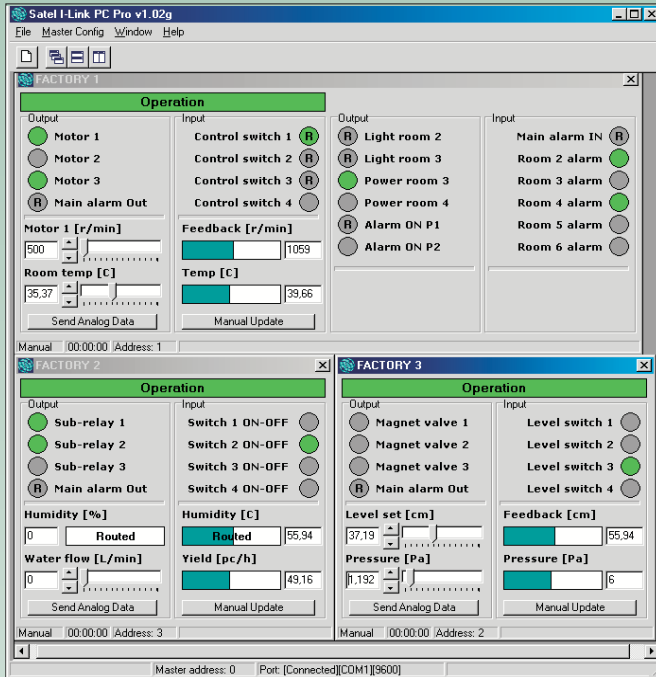 Satel I-Link PC Pro v1.02g
File Master Config Window Help
FACTORY 1
Operation
Output
Motor 1
Motor 2
Motor 3
R Main alarm Out
Motor 1 [r/min]
500
Room temp [C]
35,37
Send Analog Data
Input
Control switch 1 R
Control switch 2 R
Control switch 3 R
Control switch 4
Feedback [r/min]
1059
Temp [C]
39,66
Manual Update
Output
R Light room 2
R Light room 3
Power room 3
Power room 4
R Alarm ON P1
Alarm ON P2
Input
Main alarm IN R
Room 2 alarm
Room 3 alarm
Room 4 alarm
Room 5 alarm
Room 6 alarm
Manual 00:00:00 Address: 1
FACTORY 2
Operation
Output
Sub-relay 1
Sub-relay 2
Sub-relay 3
R Main alarm Out
Humidity [%]
0 Routed
Water flow [L/min]
0
Send Analog Data
Input
Switch 1 ON-OFF
Switch 2 ON-OFF
Switch 3 ON-OFF
Switch 4 ON-OFF
Humidity [C]
Routed 55,94
Yield [pc/h]
49,16
Manual Update
Manual 00:00:00 Address: 3
FACTORY 3
Operation
Output
Magnet valve 1
Magnet valve 2
Magnet valve 3
R Main alarm Out
Level set [cm]
37,19
Pressure [Pa]
1,192
Send Analog Data
Input
Level switch 1
Level switch 2
Level switch 3
Level switch 4
Feedback [cm]
55,94
Pressure [Pa]
6
Manual Update
Manual 00:00:00 Address: 2
Master address: 0 Port: [Connected][COM1][9600]